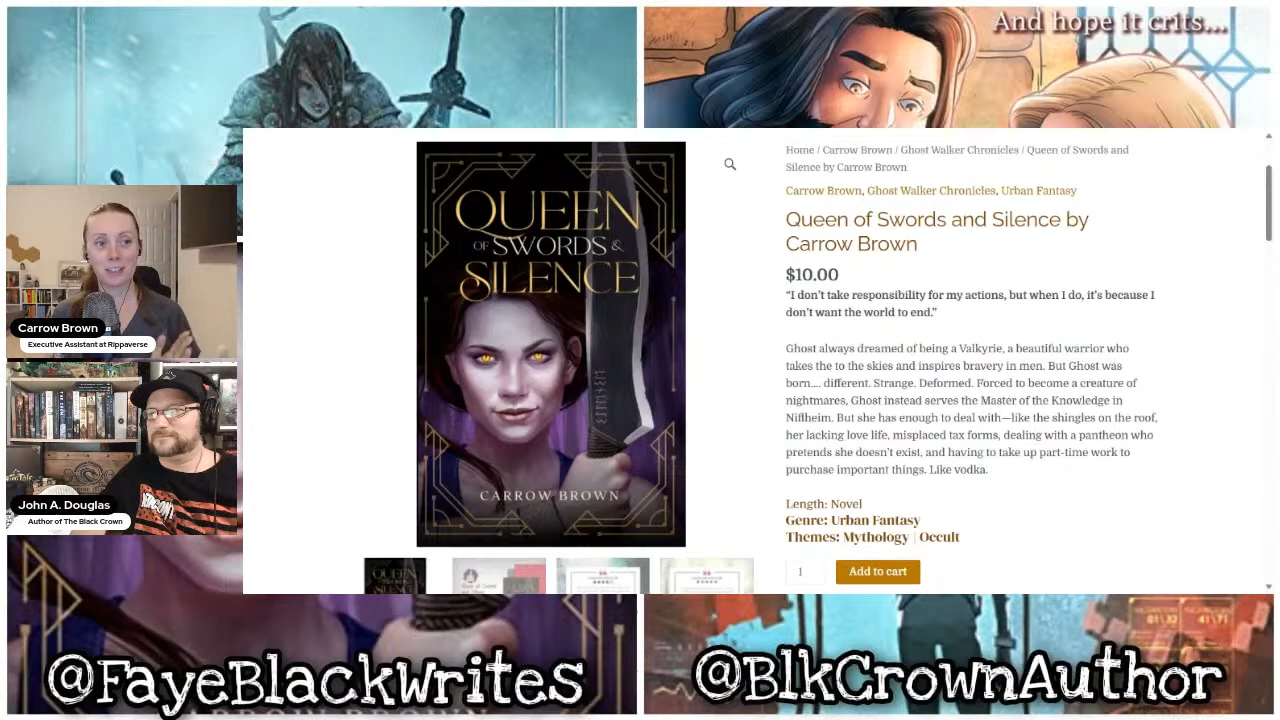 And hope it crits...
Home / Carrow Brown / Ghost Walker Chronicles / Queen of Swords and
Silence by Carrow Brown
Carrow Brown, Ghost Walker Chronicles, Urban Fantasy
Queen of Swords and Silence by
Carrow Brown
$10.00
“I don’t take responsibility for my actions, but when I do, it’s because I
don’t want the world to end.”
Ghost always dreamed of being a Valkyrie, a beautiful warrior who
takes the to the skies and inspires bravery in men. But Ghost was
born.... different. Strange. Deformed. Forced to become a creature of
nightmares, Ghost instead serves the Master of the Knowledge in
Niflheim. But she has enough to deal with—like the shingles on the roof,
her lacking love life, misplaced tax forms, dealing with a pantheon who
pretends she doesn’t exist, and having to take up part-time work to
purchase important things. Like vodka.
Length: Novel
Genre: Urban Fantasy
Themes: Mythology | Occult
1
Add to cart
QUEEN
OF SWORDS &
SILENCE
CARROW BROWN
QUEEN
SILENCE
Carrow Brown
Executive Assistant at Rippaverse
John A. Douglas
Author of The Black Crown
@FayeBlackWrites
@BlkCrownAuthor